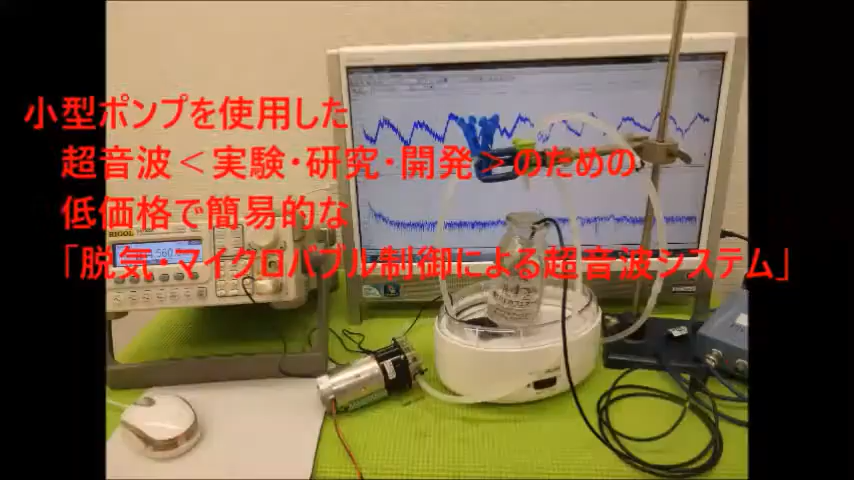 小型ポンプを使用した
超音波＜実験・研究・開発＞のための
低価格で簡易的な
「脱気・マイクロバブル制御による超音波システム」
RIGOL